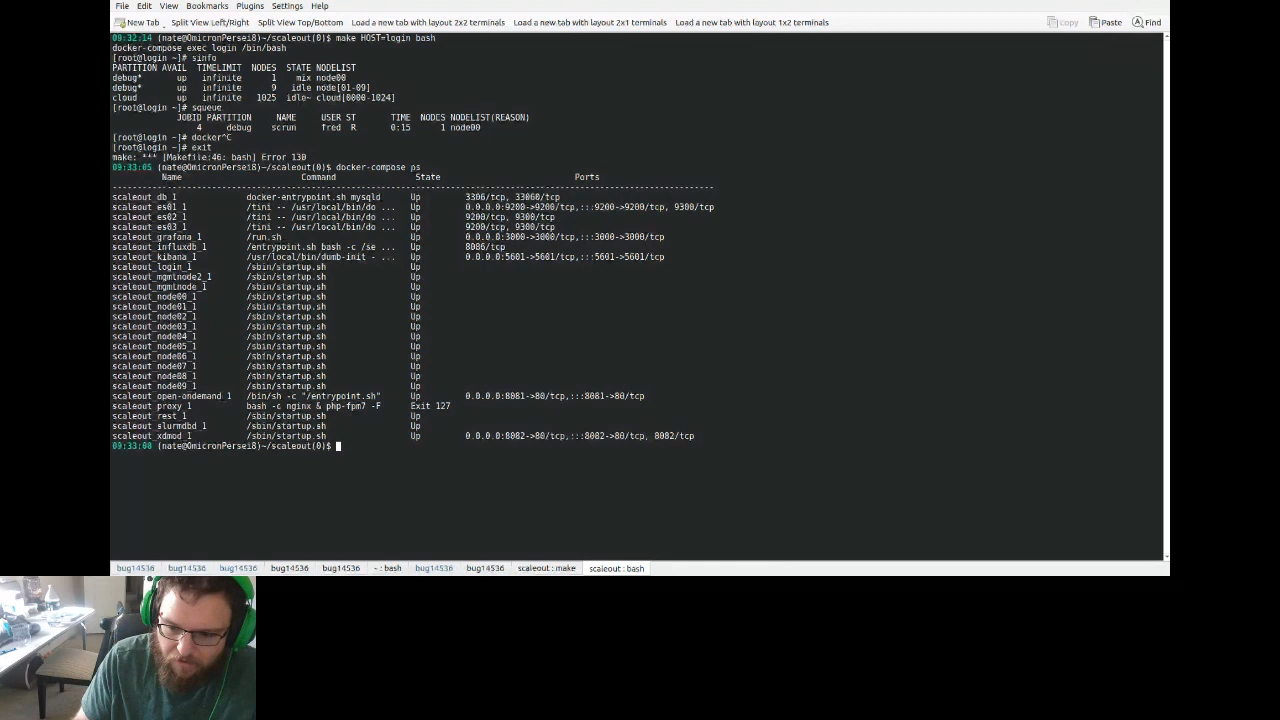 File Edit View Bookmarks Plugins Settings Help
New Tab Split View Left/Right Split View Top/Bottom Load a new tab with layout 2x2 terminals Load a new tab with layout 2x1 terminals Load a new tab with layout 1x2 terminals Copy Paste Find
09:32:14 (nate@OmicronPersei8)~/scaleout(0)$ make HOST=login bash
docker-compose exec login /bin/bash
[root@login ~]# sinfo
PARTITION AVAIL TIMELIMIT NODES STATE NODELIST
debug* up infinite 1 mix node00
debug* up infinite 9 idle node[01-09]
cloud up infinite 1025 idle~ cloud[0000-1024]
[root@login ~]# squeue
JOBID PARTITION NAME USER ST TIME NODES NODELIST(REASON)
4 debug scrun fred R 0:15 1 node00
[root@login ~]# docker^C
[root@login ~]# exit
make: *** [Makefile:46: bash] Error 130
09:33:05 (nate@OmicronPersei8)~/scaleout(0)$ docker-compose ps
Name Command State Ports
------------------------------------------------------------------------------------------------------------------------
scaleout_db_1 docker-entrypoint.sh mysqld Up 3306/tcp, 33060/tcp
scaleout_es01_1 /tini -- /usr/local/bin/do ... Up 0.0.0.0:9200->9200/tcp,:::9200->9200/tcp, 9300/tcp
scaleout_es02_1 /tini -- /usr/local/bin/do ... Up 9200/tcp, 9300/tcp
scaleout_es03_1 /tini -- /usr/local/bin/do ... Up 9200/tcp, 9300/tcp
scaleout_grafana_1 /run.sh Up 0.0.0.0:3000->3000/tcp,:::3000->3000/tcp
scaleout_influxdb_1 /entrypoint.sh bash -c /se ... Up 8086/tcp
scaleout_kibana_1 /usr/local/bin/dumb-init - ... Up 0.0.0.0:5601->5601/tcp,:::5601->5601/tcp
scaleout_login_1 /sbin/startup.sh Up
scaleout_mgmtnode2_1 /sbin/startup.sh Up
scaleout_mgmtnode_1 /sbin/startup.sh Up
scaleout_node00_1 /sbin/startup.sh Up
scaleout_node01_1 /sbin/startup.sh Up
scaleout_node02_1 /sbin/startup.sh Up
scaleout_node03_1 /sbin/startup.sh Up
scaleout_node04_1 /sbin/startup.sh Up
scaleout_node05_1 /sbin/startup.sh Up
scaleout_node06_1 /sbin/startup.sh Up
scaleout_node07_1 /sbin/startup.sh Up
scaleout_node08_1 /sbin/startup.sh Up
scaleout_node09_1 /sbin/startup.sh Up
scaleout_open-ondemand_1 /bin/sh -c "/entrypoint.sh" Up 0.0.0.0:8081->80/tcp,:::8081->80/tcp
scaleout_proxy_1 bash -c nginx & php-fpm7 -F Exit 127
scaleout_rest_1 /sbin/startup.sh Up
scaleout_slurmdbd_1 /sbin/startup.sh Up
scaleout_xdmod_1 /sbin/startup.sh Up 0.0.0.0:8082->80/tcp,:::8082->80/tcp, 8082/tcp
09:33:08 (nate@OmicronPersei8)~/scaleout(0)$
bug14536 bug14536 bug14536 bug14536 bug14536 ~ : bash bug14536 bug14536 scaleout : make scaleout : bash